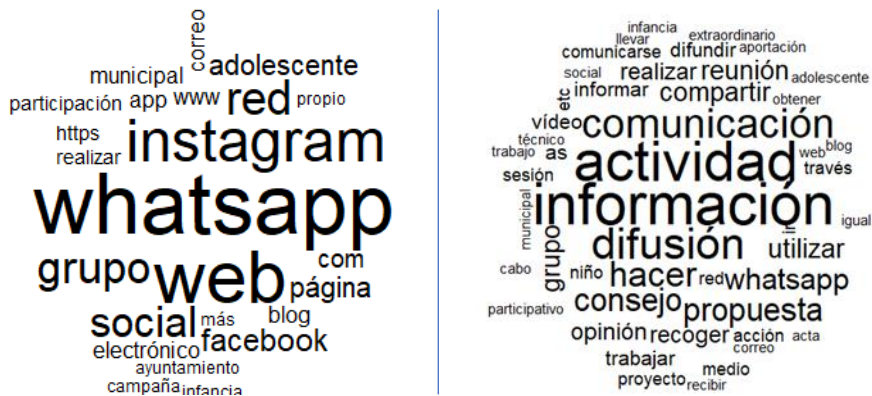 correo
municipal adolescente
participación app www red propio
https
realizar instagram
whatsapp
grupo web com
página
social más blog
electrónico facebook
ayuntamiento
campaña infancia
infancia
llevar extraordinario
comunicarse difundir aportación
social realizar reunión adolescente
etc informar compartir obtener
vídeo comunicación
técnico
trabajo as actividad web blog
sesión través
municipal información igual
grupo difusión ir utilizar
cabo niño hacer red whatsapp
participativo consejo propuesta
opinión recoger acción acta
correo
trabajar medio
proyecto recibir